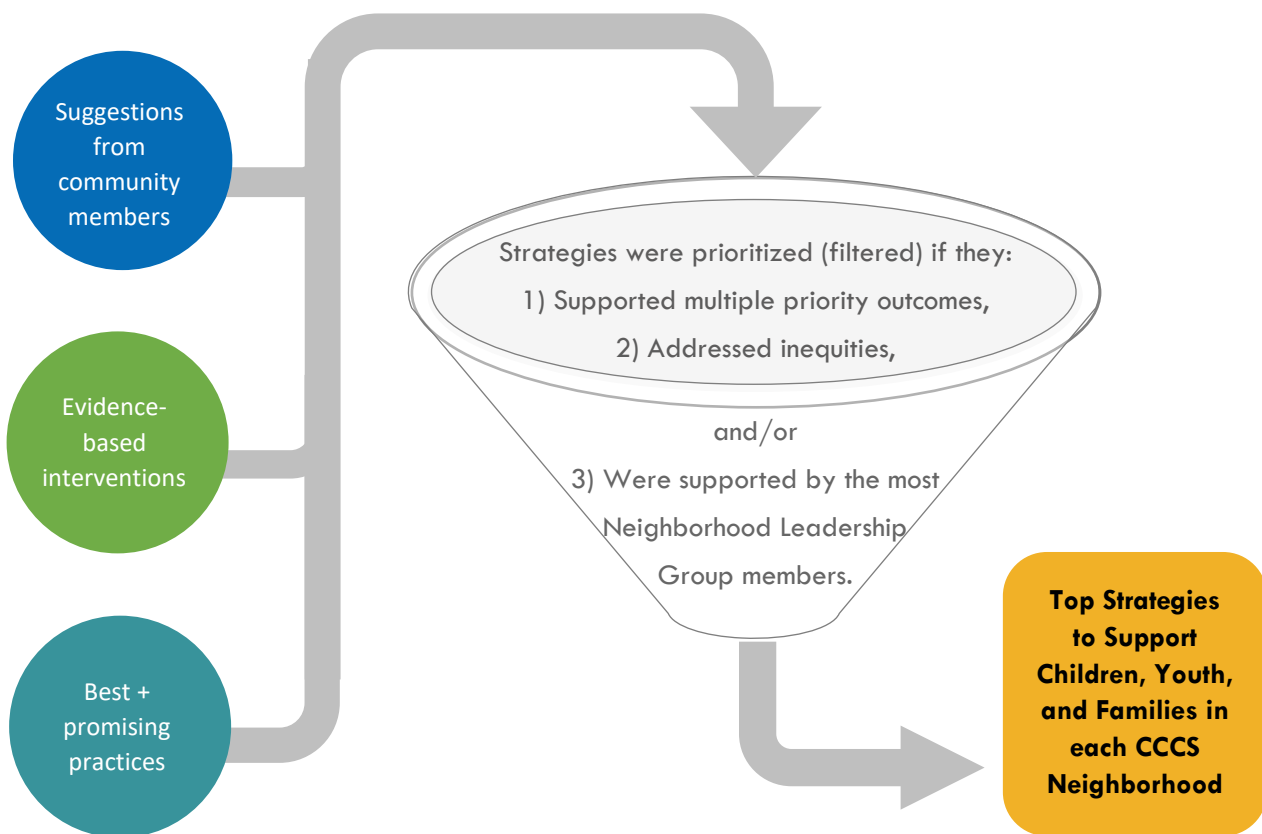 Suggestions
from
community
members
Evidence-
based
interventions
Best +
promising
practices
Strategies were prioritized (filtered) if they:
1) Supported multiple priority outcomes,
2) Addressed inequities,
and/or
3) Were supported by the most
Neighborhood Leadership
Group members.
Top Strategies
to Support
Children, Youth,
and Families in
each CCCS
Neighborhood